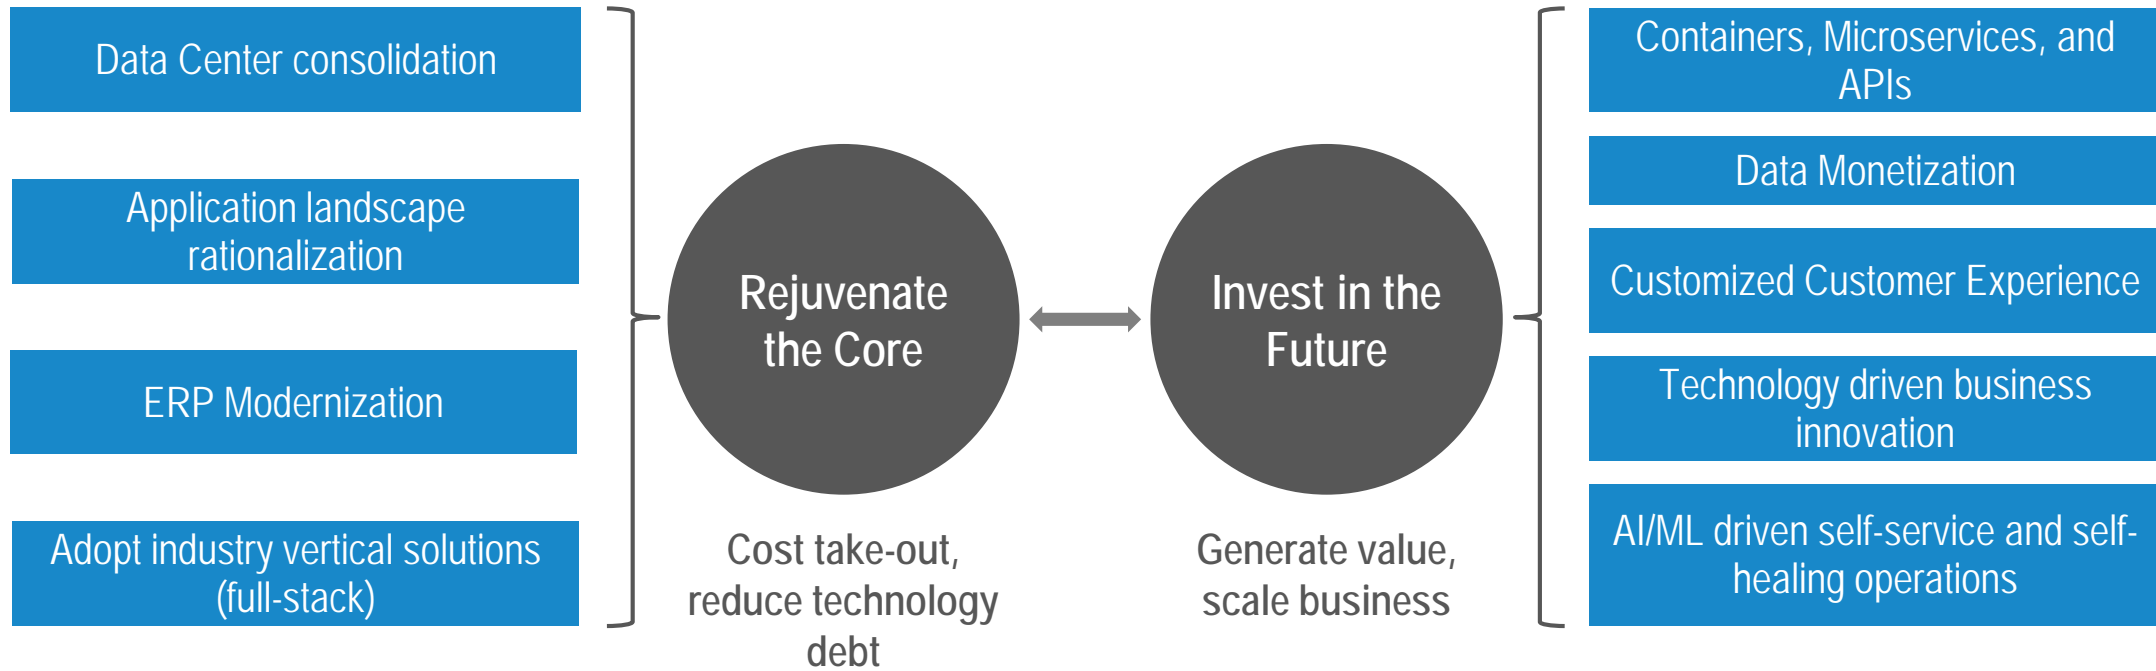 Data Center consolidation
Application landscape
rationalization
ERP Modernization
Adopt industry vertical solutions
(full-stack)
Rejuvenate
the Core
Cost take-out,
reduce technology
debt
Invest in the
Future
Generate value,
scale business
Containers, Microservices, and
APIs
Data Monetization
Customized Customer Experience
Technology driven business
innovation
AI/ML driven self-service and self-
healing operations